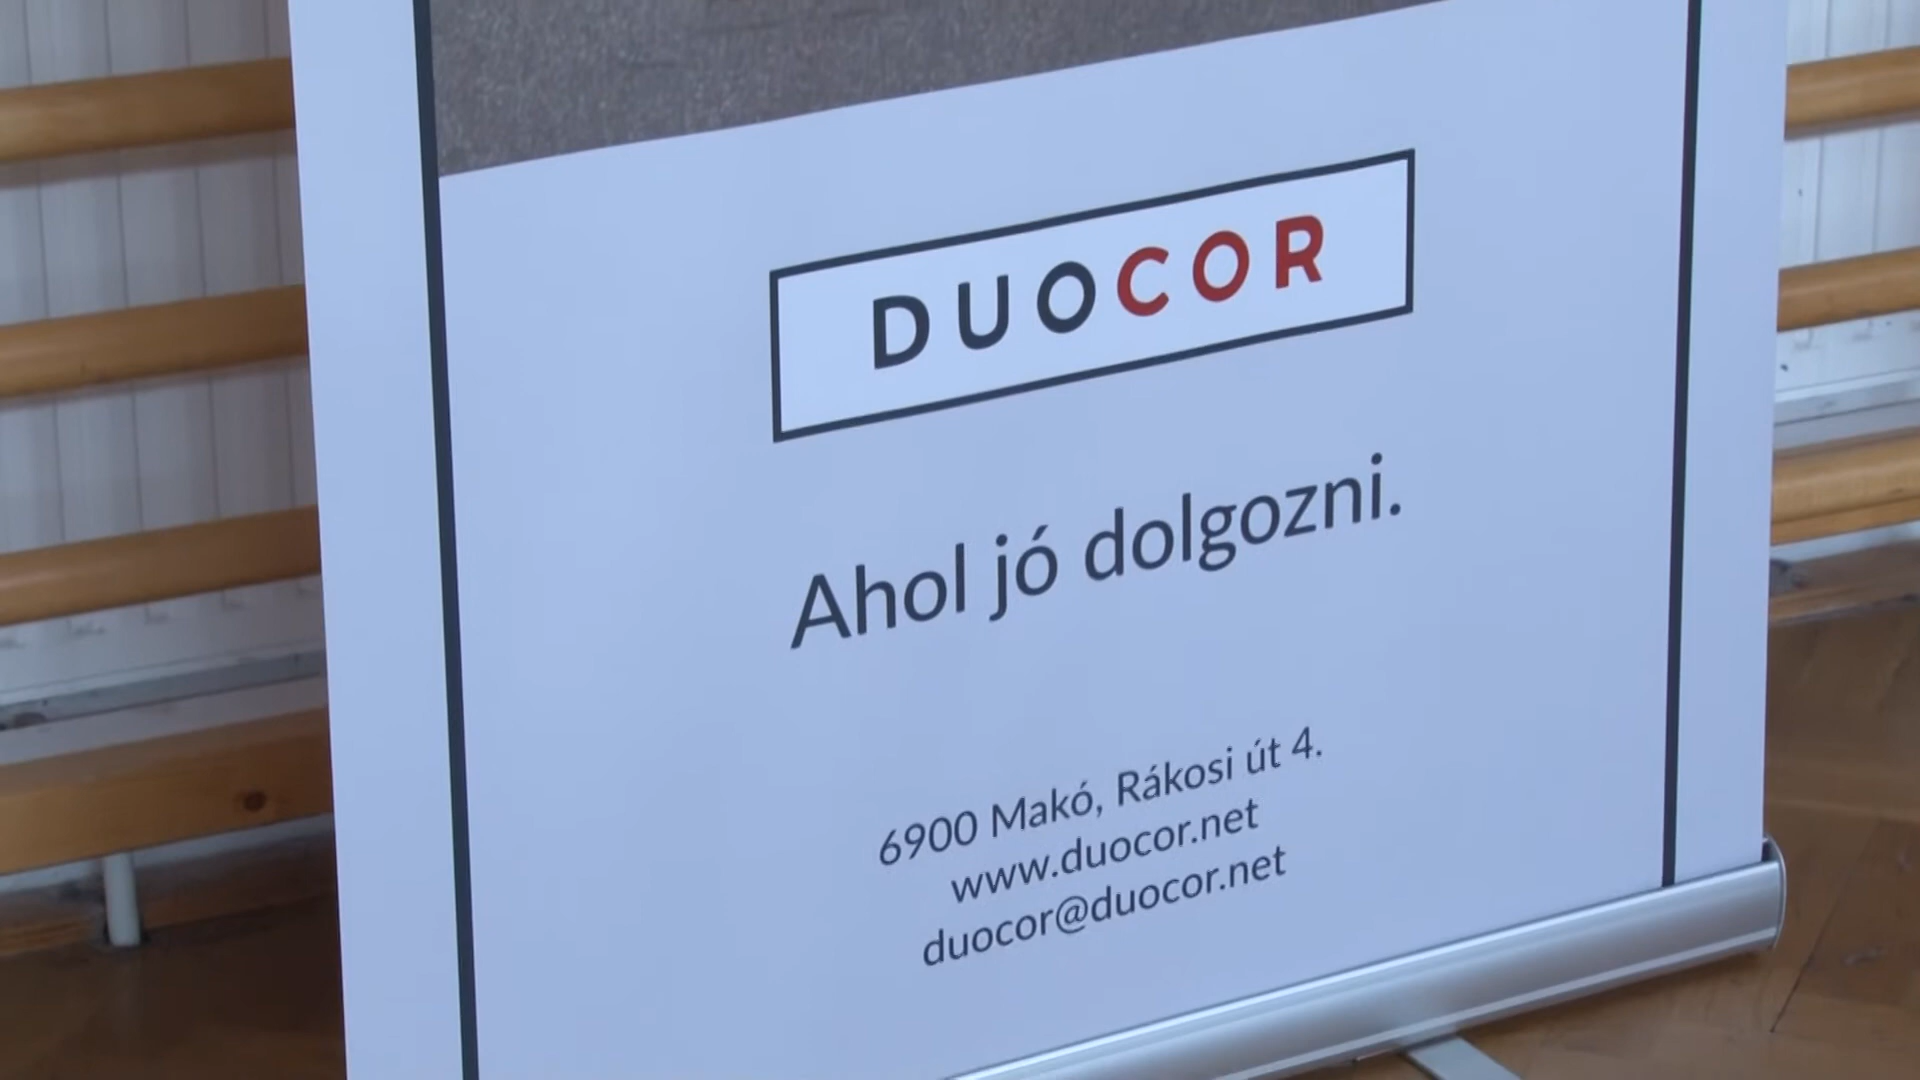 DUOCOR
Ahol jó dolgozni.
6900 Makó, Rákosi út 4.
www.duocor.net
duocor@duocor.net